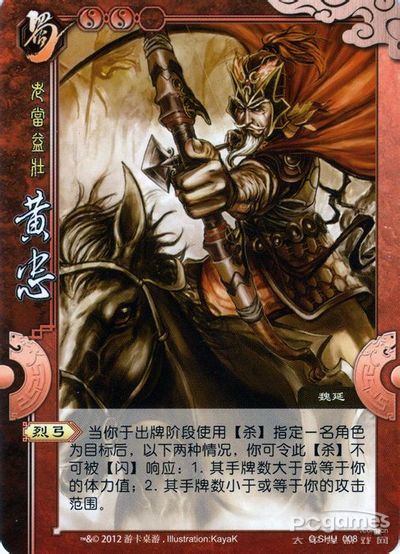 蜀
老當益壯
黃忠
魏延
烈弓
当你于出牌阶段使用【杀】指定一名角色
为目标后，以下两种情况，你可令此【杀】不
可被【闪】响应：1. 其手牌数大于或等于你
的体力值；2. 其手牌数小于或等于你的攻击
范围。
™&© 2012 游卡桌游 , Illustration:KayaK
SHU 008
PCgames